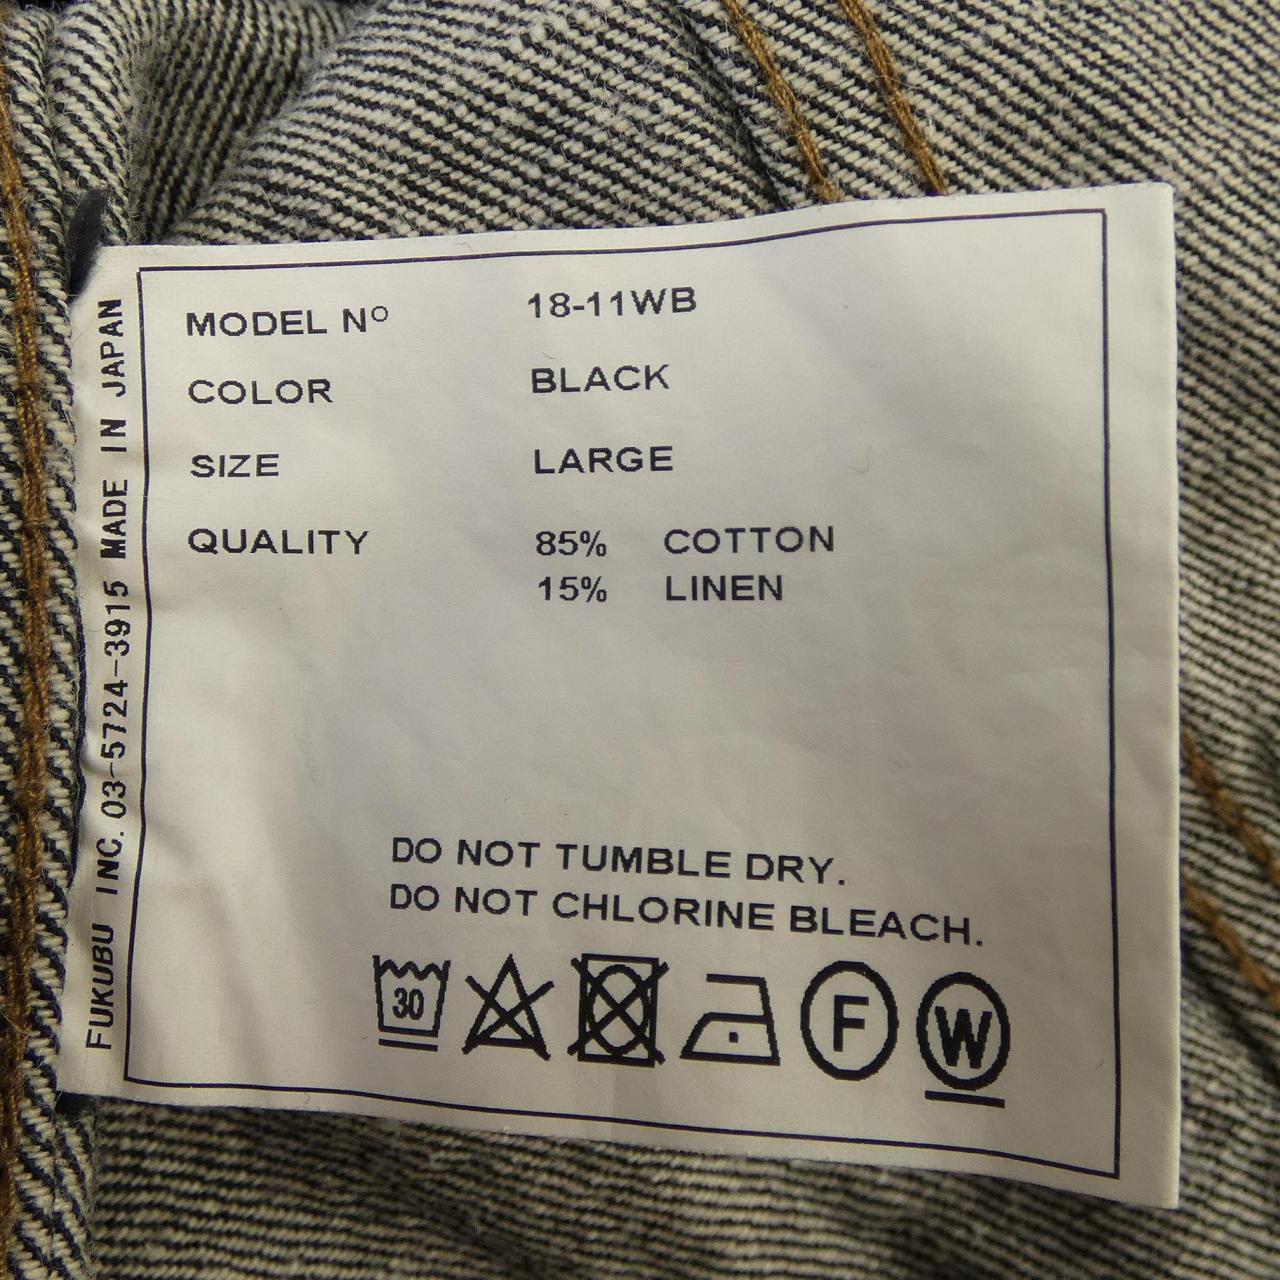 MODEL Nº 18-11WB
COLOR BLACK
SIZE LARGE
QUALITY 85% COTTON
15% LINEN
DO NOT TUMBLE DRY.
DO NOT CHLORINE BLEACH.
30 F W
FUKUBU INC. 03-5724-3915 MADE IN JAPAN